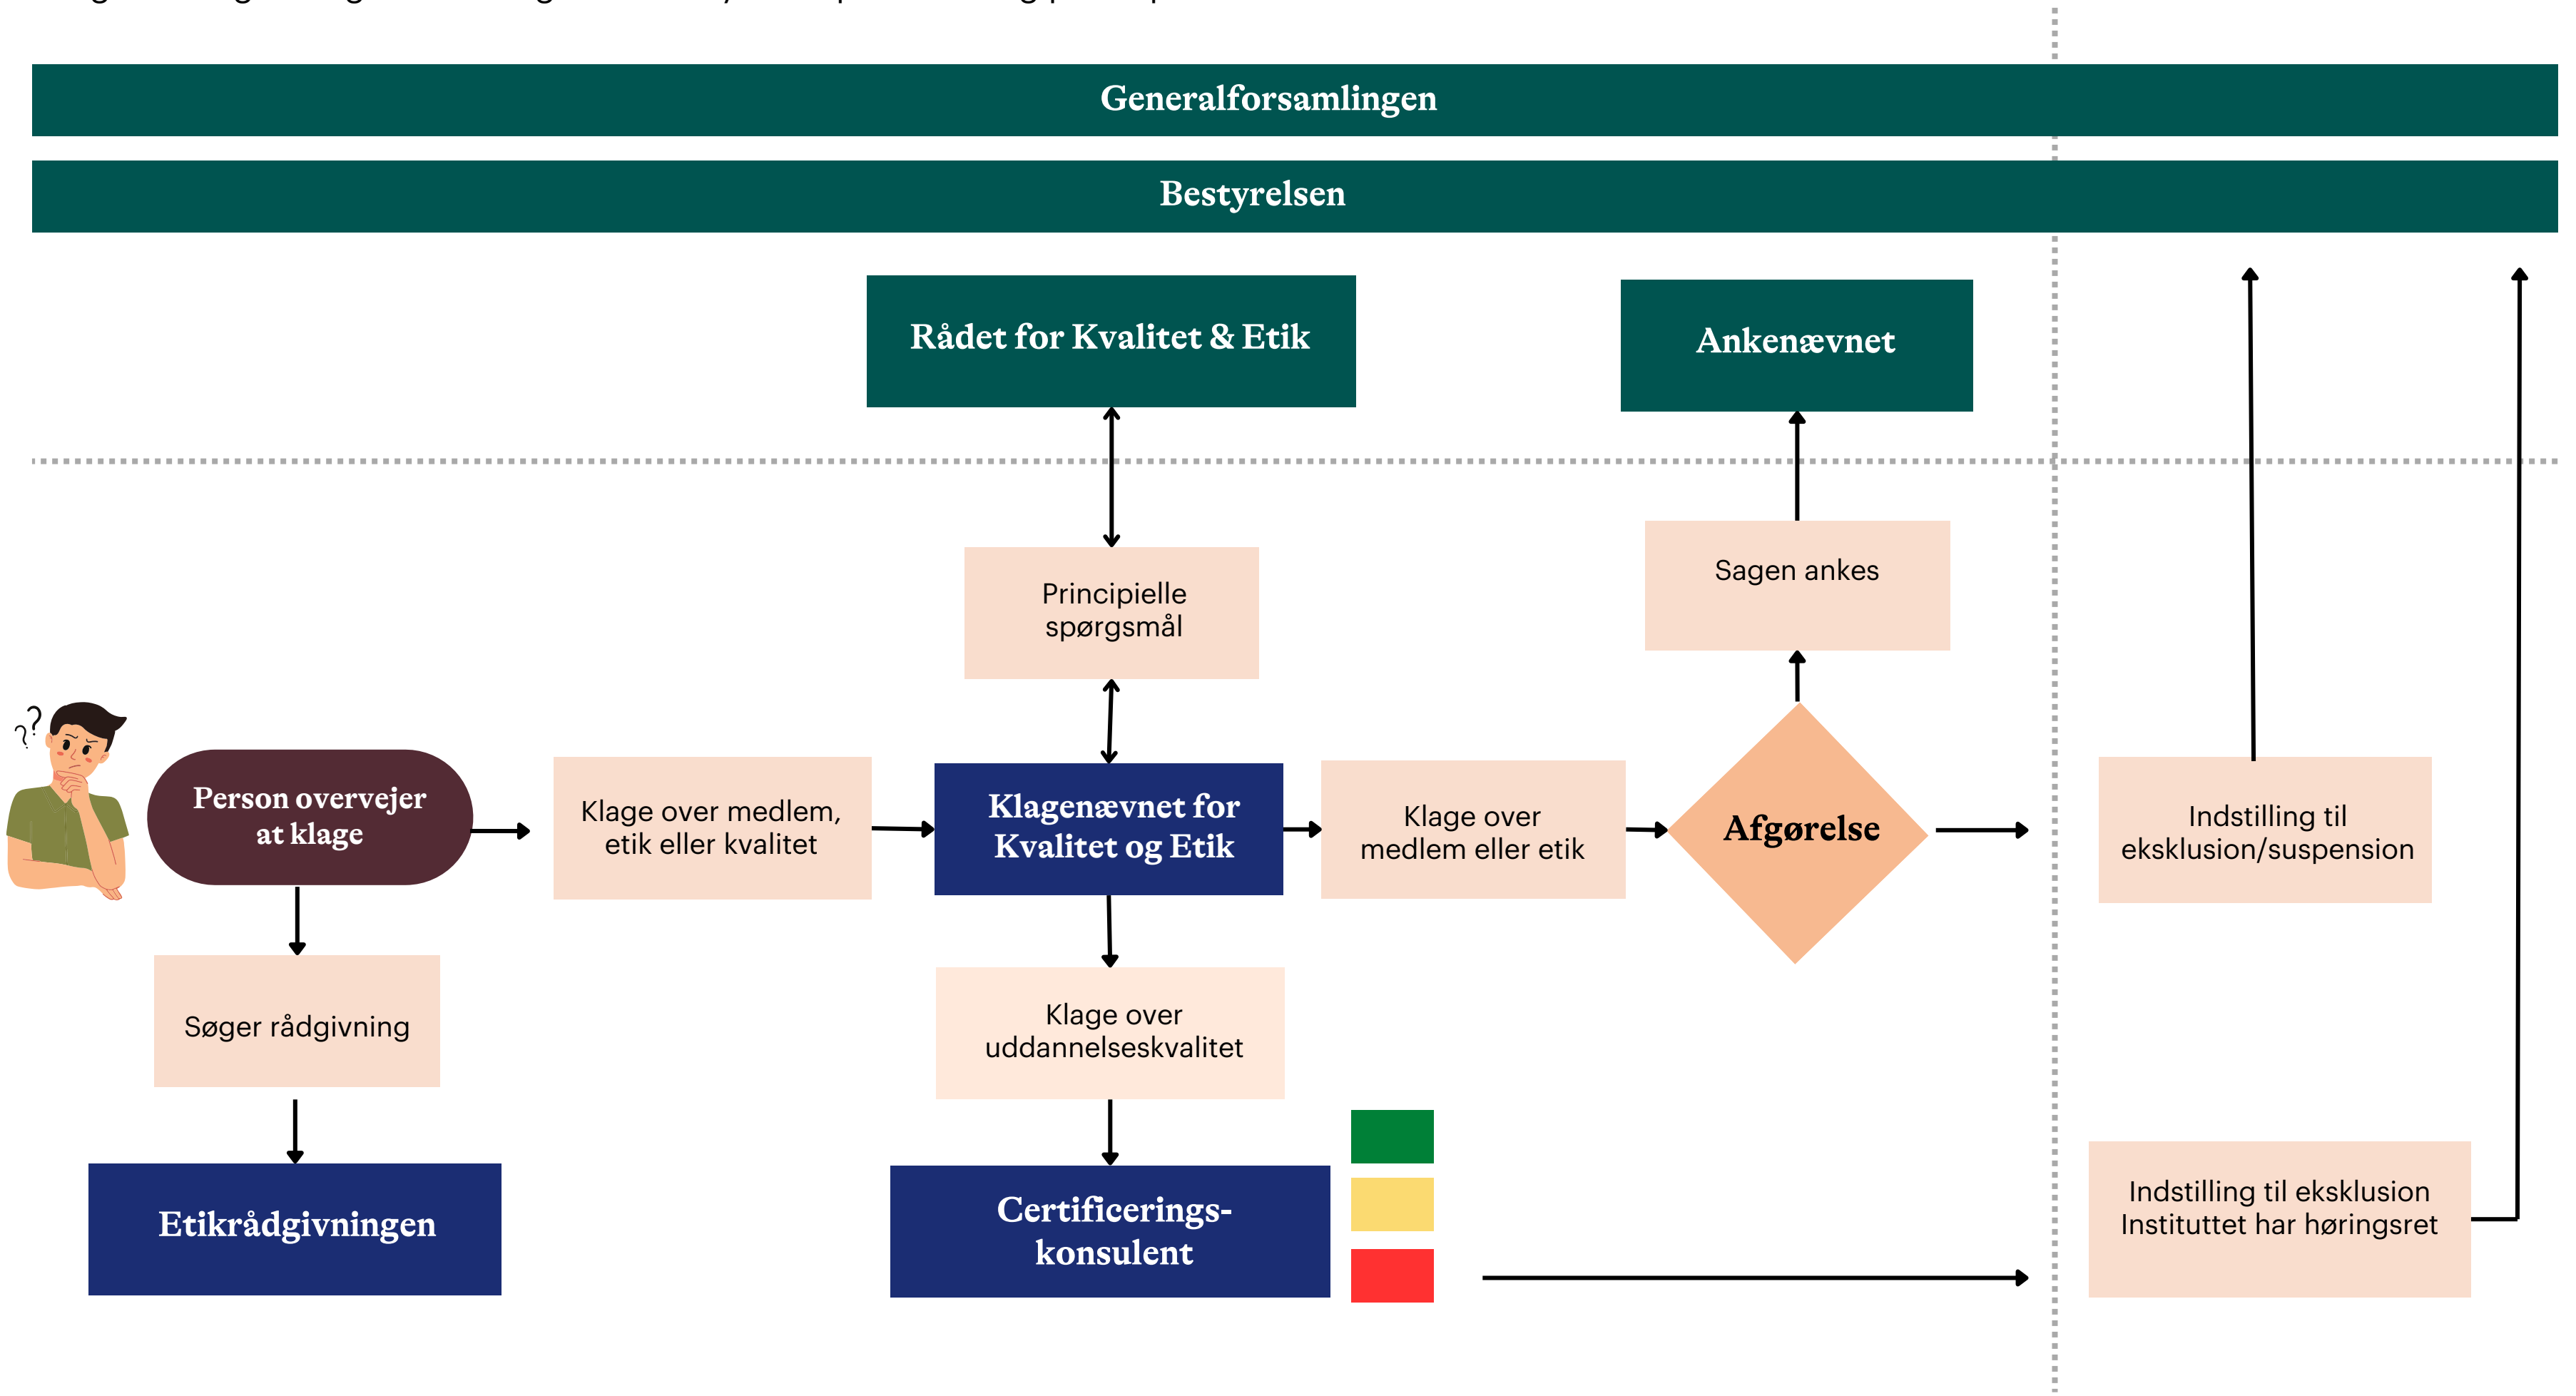 Generalforsamlingen
Bestyrelsen
Rådet for Kvalitet & Etik
Ankenævnet
Sagen ankes
Principielle
spørgsmål
??
Person overvejer
at klage
Klage over medlem,
etik eller kvalitet
Klagenævnet for
Kvalitet og Etik
Klage over
medlem eller etik
Afgørelse
Indstilling til
eksklusion/suspension
Søger rådgivning
Klage over
uddannelseskvalitet
Etikrådgivningen
Certificerings-
konsulent
Indstilling til eksklusion
Instituttet har høringsret